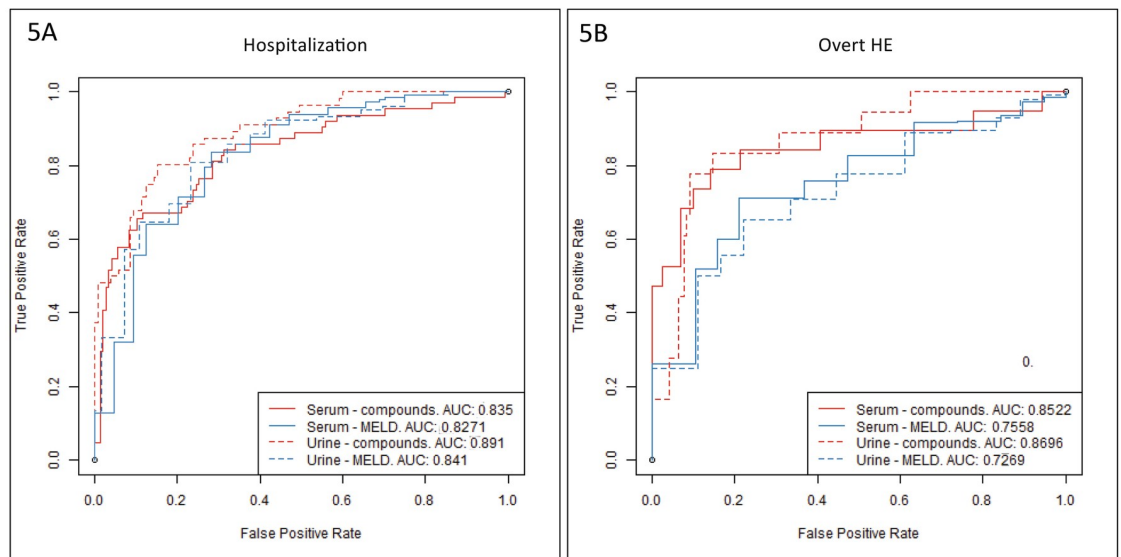 5A
Hospitalization
True Positive Rate
1.0
0.8
0.6
0.4
0.2
0.0
Serum - compounds. AUC: 0.835
Serum - MELD. AUC: 0.8271
Urine - compounds. AUC: 0.891
Urine - MELD. AUC: 0.841
0.0 0.2 0.4 0.6 0.8 1.0
False Positive Rate
5B
Overt HE
True Positive Rate
1.0
0.8
0.6
0.4
0.2
0.0
0.
Serum - compounds. AUC: 0.8522
Serum - MELD. AUC: 0.7558
Urine - compounds. AUC: 0.8696
Urine - MELD. AUC: 0.7269
0.0 0.2 0.4 0.6 0.8 1.0
False Positive Rate